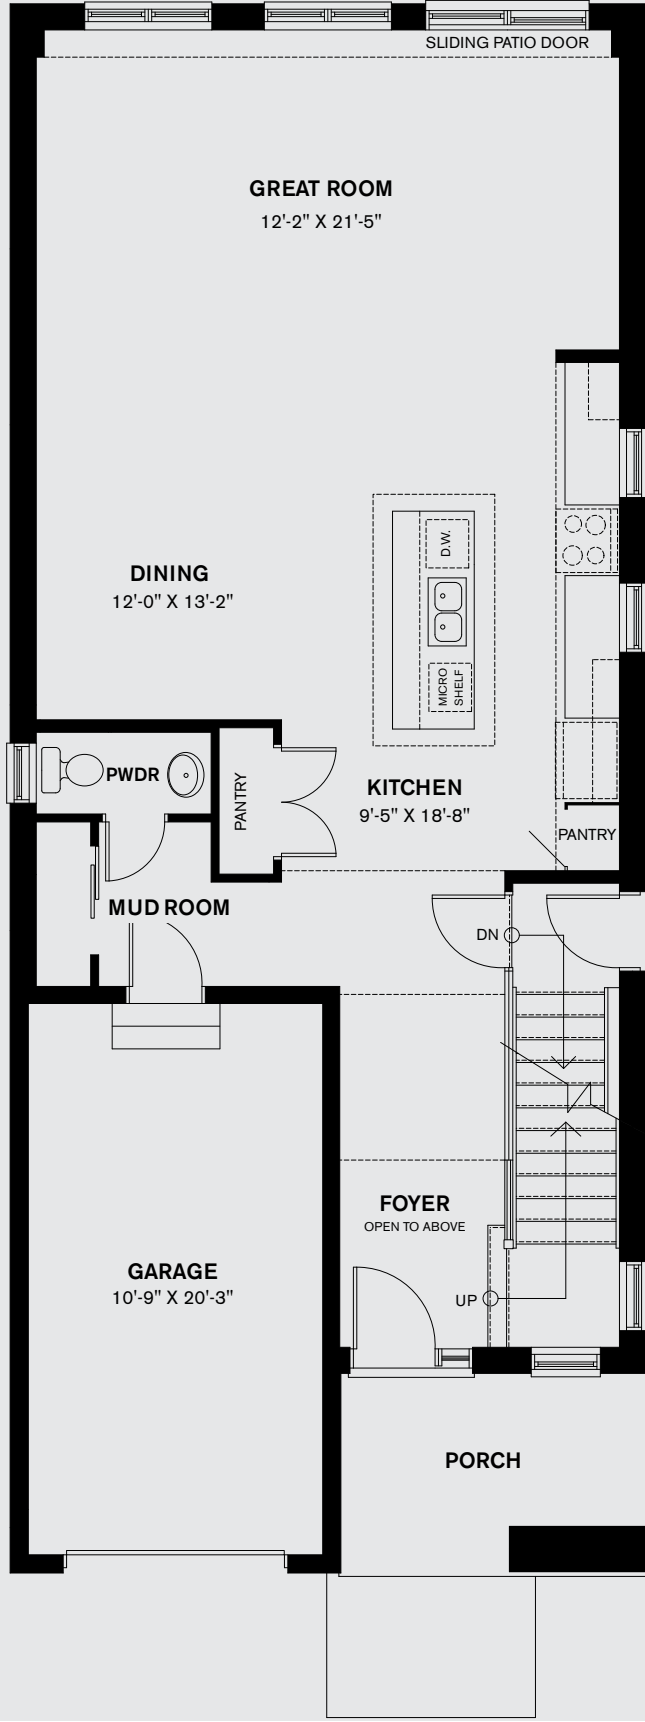 SLIDING PATIO DOOR
GREAT ROOM
12'-2" X 21'-5"
D.W.
DINING
12'-0" X 13'-2"
MICRO
SHELF
PWDR
PANTRY
KITCHEN
9'-5" X 18'-8"
PANTRY
MUD ROOM
DN
FOYER
OPEN TO ABOVE
GARAGE
10'-9" X 20'-3"
UP
PORCH